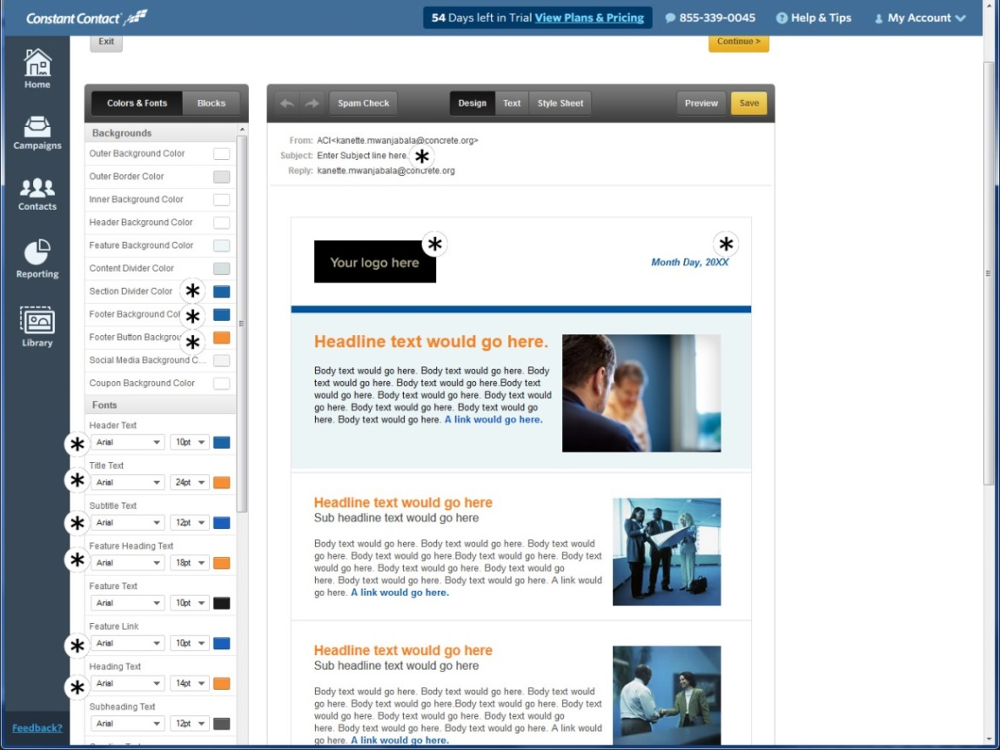 Constant Contact
54 Days left in Trial View Plans & Pricing
855-339-0045
Help & Tips
My Account
Exit
Continue >
Home
Campaigns
Contacts
Reporting
Library
Feedback?
Colors & Fonts
Blocks
Backgrounds
Outer Background Color
Outer Border Color
Inner Background Color
Header Background Color
Feature Background Color
Content Divider Color
Section Divider Color *
Footer Background Col *
Footer Button Backgrou *
Social Media Background C...
Coupon Background Color
Fonts
Header Text
* Arial 10pt
Title Text
* Arial 24pt
Subtitle Text
* Arial 12pt
Feature Heading Text
* Arial 18pt
Feature Text
Arial 10pt
Feature Link
* Arial 10pt
Heading Text
* Arial 14pt
Subheading Text
Arial 12pt
Spam Check
Design
Text
Style Sheet
Preview
Save
From: ACI<kanette.mwanjabala@concrete.org>
Subject: Enter Subject line here. *
Reply: kanette.mwanjabala@concrete.org
Your logo here *
*
Month Day, 20XX
Headline text would go here.
Body text would go here. Body text would go here. Body
text would go here. Body text would go here.Body text
would go here. Body text would go here. Body text would
go here. Body text would go here. Body text would go
here. Body text would go here. A link would go here.
Headline text would go here
Sub headline text would go here
Body text would go here. Body text would go here. Body text would
go here. Body text would go here.Body text would go here. Body text
would go here. Body text would go here. Body text would go
here. Body text would go here. Body text would go here. A link would
go here. A link would go here.
Headline text would go here
Sub headline text would go here
Body text would go here. Body text would go here. Body text would
go here. Body text would go here.Body text would go here. Body text
would go here. Body text would go here. Body text would go
here. Body text would go here. Body text would go here. A link would
go here. A link would go here.